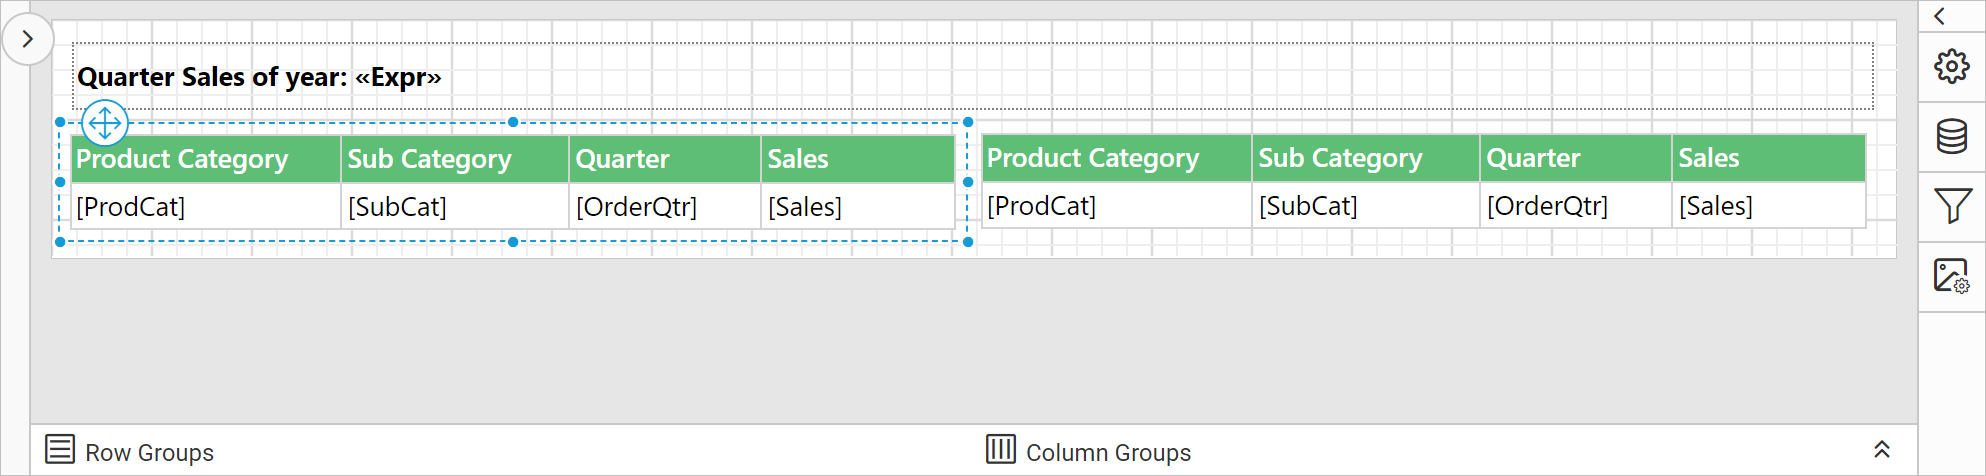 Quarter Sales of year: «Expr»
Product Category Sub Category Quarter Sales Product Category Sub Category Quarter Sales
[ProdCat] [SubCat] [OrderQtr] [Sales] [ProdCat] [SubCat] [OrderQtr] [Sales]
Row Groups Column Groups